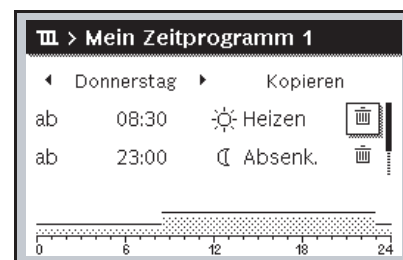 > Mein Zeitprogramm 1
Donnerstag Kopieren
ab 08:30 Heizen
ab 23:00 Absenk.
0 6 12 18 24